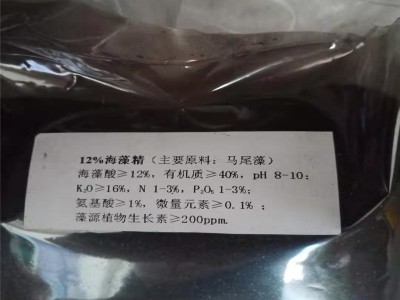 12%海藻精（主要原料：马尾藻）
海藻酸≥12%，有机质≥40%，pH 8-10；
K₂O≥16%，N 1-3%，P₂O₅ 1-3%；
氨基酸≥1%，微量元素≥0.1% ；
藻源植物生长素≥200ppm.